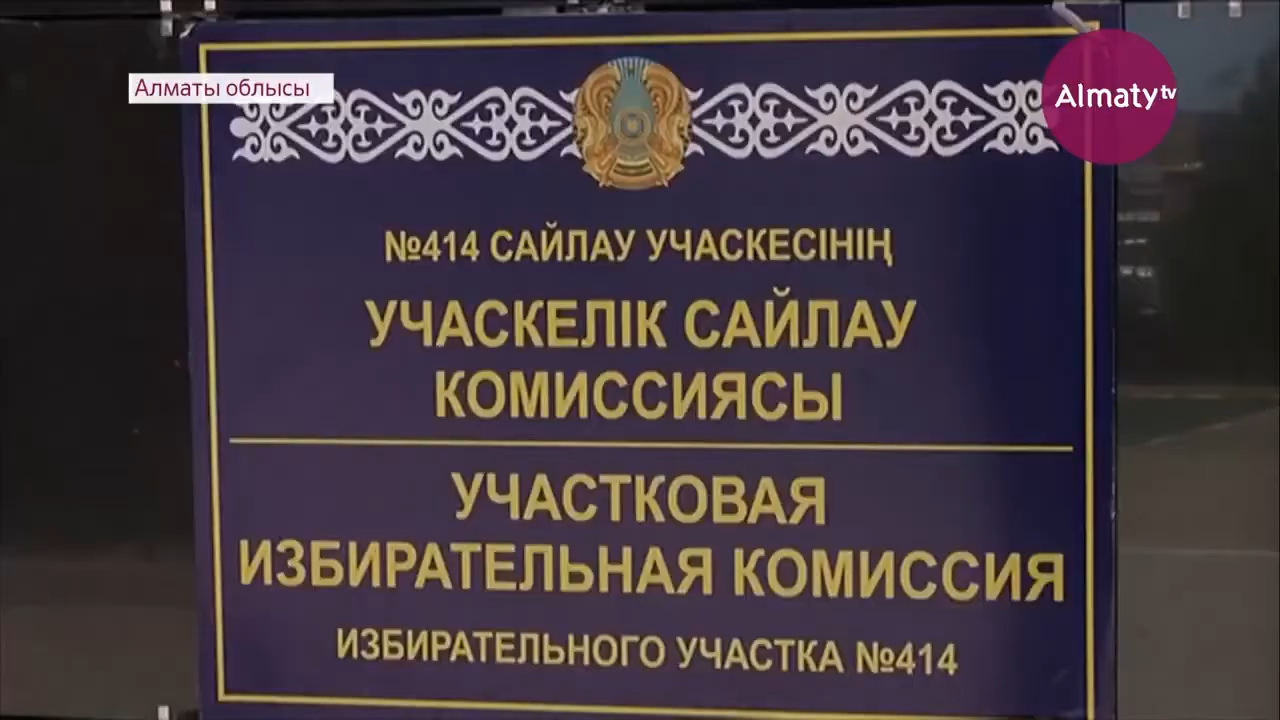 Алматы облысы
Almaty tv
№414 САЙЛАУ УЧАСКЕСІНІҢ
УЧАСКЕЛІК САЙЛАУ
КОМИССИЯСЫ
УЧАСТКОВАЯ
ИЗБИРАТЕЛЬНАЯ КОМИССИЯ
ИЗБИРАТЕЛЬНОГО УЧАСТКА №414